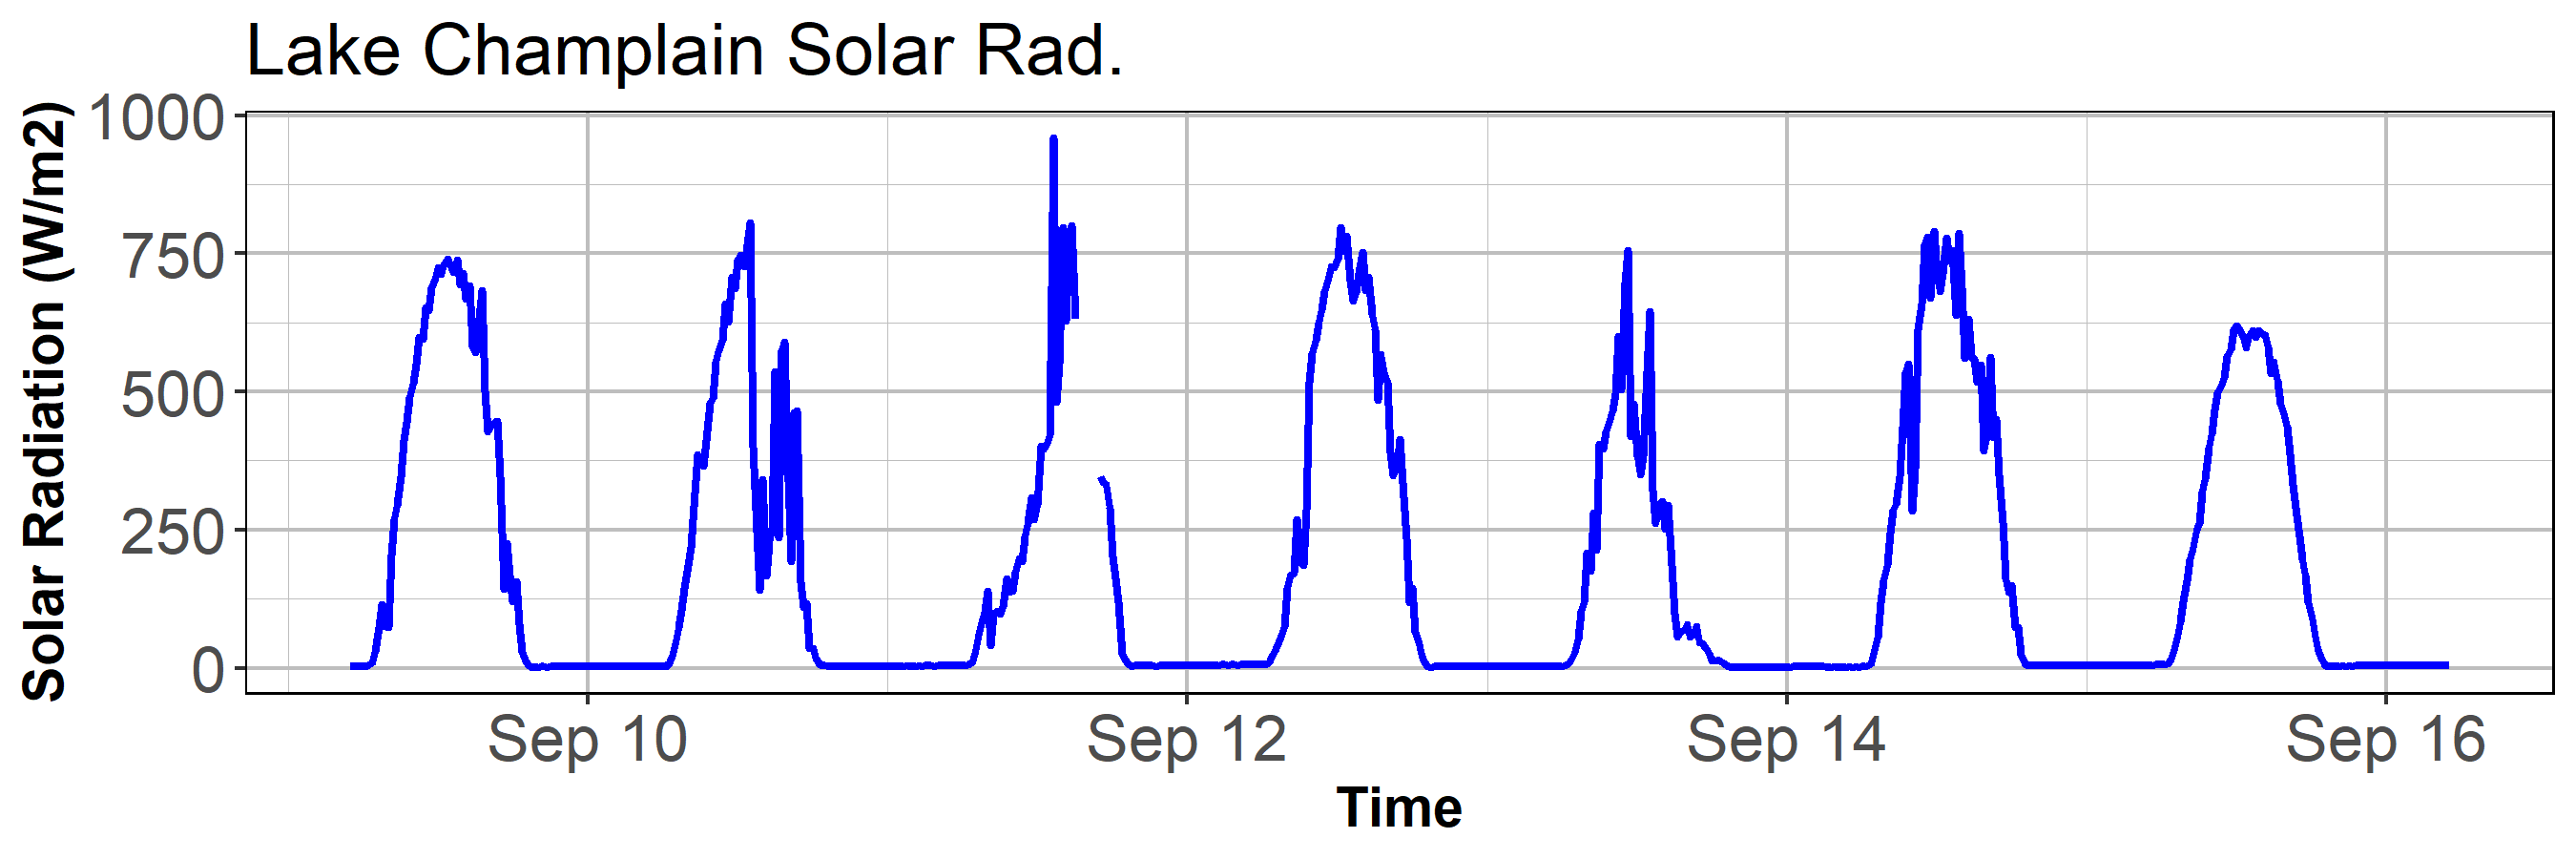 Lake Champlain Solar Rad.
Solar Radiation (W/m2)
1000
750
500
250
0
Sep 10
Sep 12
Sep 14
Sep 16
Time